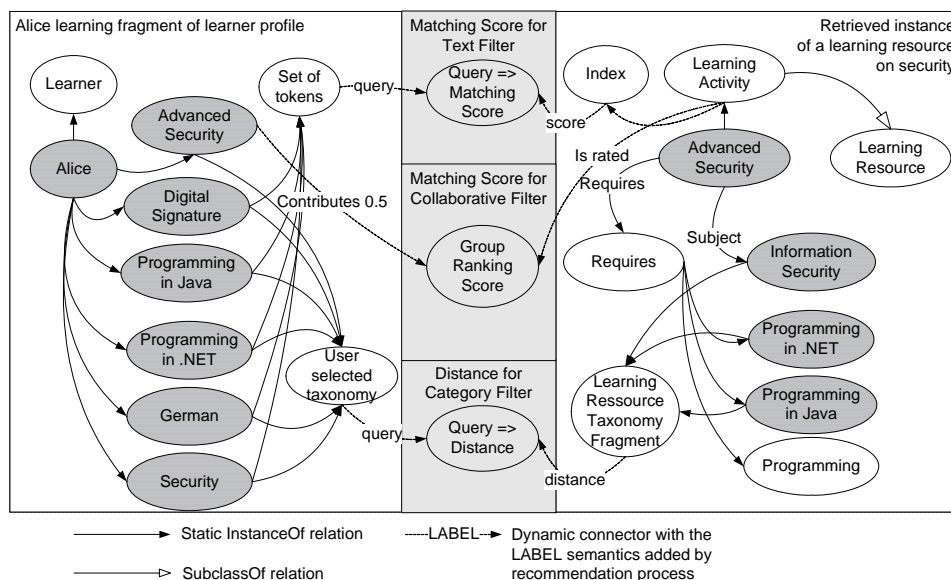 Alice learning fragment of learner profile
Matching Score for
Text Filter
Retrieved instance
of a learning resource
on security
Learner
Set of
tokens
query
Query =>
Matching
Score
Index
Learning
Activity
score
Advanced
Security
Is rated
Advanced
Security
Learning
Resource
Alice
Requires
Matching Score for
Collaborative Filter
Digital
Signature
Contributes 0.5
Subject
Group
Ranking
Score
Requires
Information
Security
Programming
in Java
Programming
in .NET
User
selected
taxonomy
Programming
in .NET
Distance for
Category Filter
Learning
Ressource
Taxonomy
Fragment
Programming
in Java
German
query
Query =>
Distance
distance
Programming
Security
Static InstanceOf relation
LABEL
Dynamic connector with the
LABEL semantics added by
recommendation process
SubclassOf relation